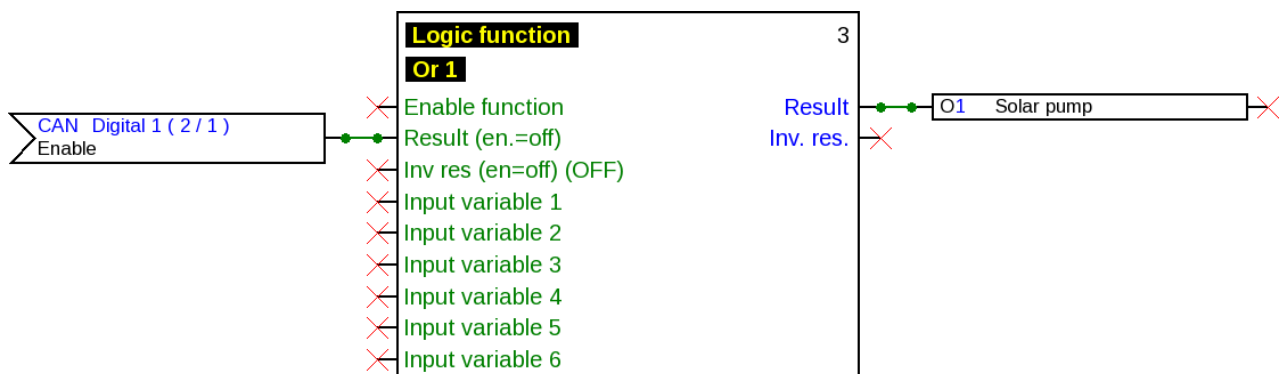 Logic function 3
Or 1
CAN Digital 1 ( 2 / 1 )
Enable
Enable function
Result (en.=off)
Inv res (en=off) (OFF)
Input variable 1
Input variable 2
Input variable 3
Input variable 4
Input variable 5
Input variable 6
Result
Inv. res.
O1 Solar pump